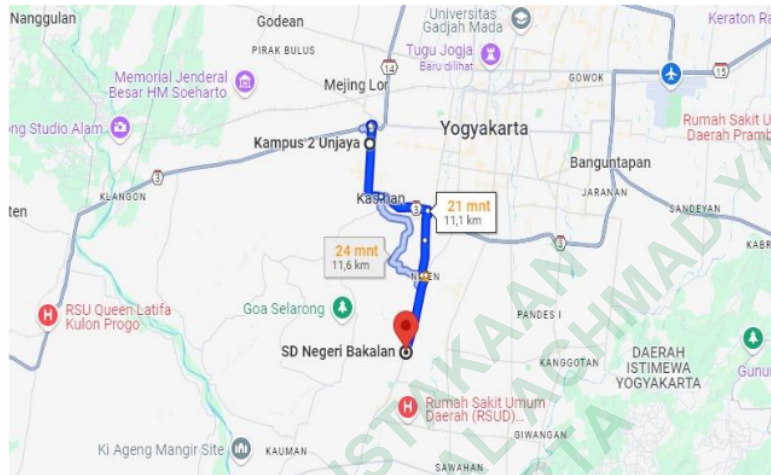 Nanggulan
Godean
Universitas
Gadjah Mada
Keraton Ra
PIRAK BULUS
Tugu Jogja
Baru dilihat
14
GOWOK
15
Memorial Jenderal
Besar HM Soeharto
Mejing Lor
ong Studio Alam
Kampus 2 Unjaya
Yogyakarta
Rumah Sakit U
Daerah Pramb
3
Banguntapan
KLANGON
JARANAN
ten
Kasihan
3
21 mnt
11,1 km
SANDEYAN
3
KABR
24 mnt
11,6 km
RSU Queen Latifa
Kulon Progo
Goa Selarong
PANDES I
SD Negeri Bakalan
KANGGOTAN
DAERAH
ISTIMEWA
YOGYAKARTA
Gunu
Rumah Sakit Umum
Daerah (RSUD)...
GIWANGAN
Ki Ageng Mangir Site
KAUMAN
SAWAHAN